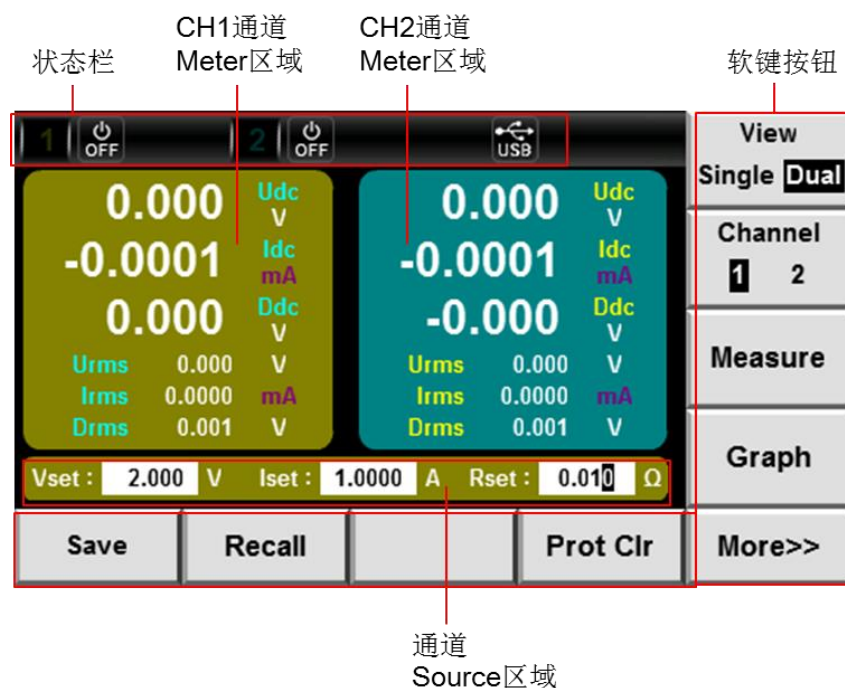 状态栏
CH1通道
Meter区域
CH2通道
Meter区域
软键按钮
1 OFF 2 OFF USB
0.000 Udc V
-0.0001 Idc mA
0.000 Ddc V
Urms 0.000 V
Irms 0.0000 mA
Drms 0.001 V
0.000 Udc V
-0.0001 Idc mA
-0.000 Ddc V
Urms 0.000 V
Irms 0.0000 mA
Drms 0.001 V
Vset : 2.000 V Iset : 1.0000 A Rset : 0.010 Ω
View
Single Dual
Channel
1 2
Measure
Graph
More>>
Save Recall Prot Clr
通道
Source区域